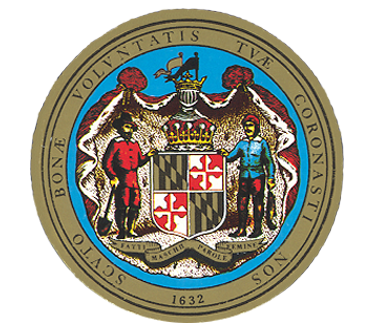 SCVTO BONÆ VOLVNTATIS TVÆ CORONASTI NOS
FATTI MASCHII PAROLE FEMINE
1632